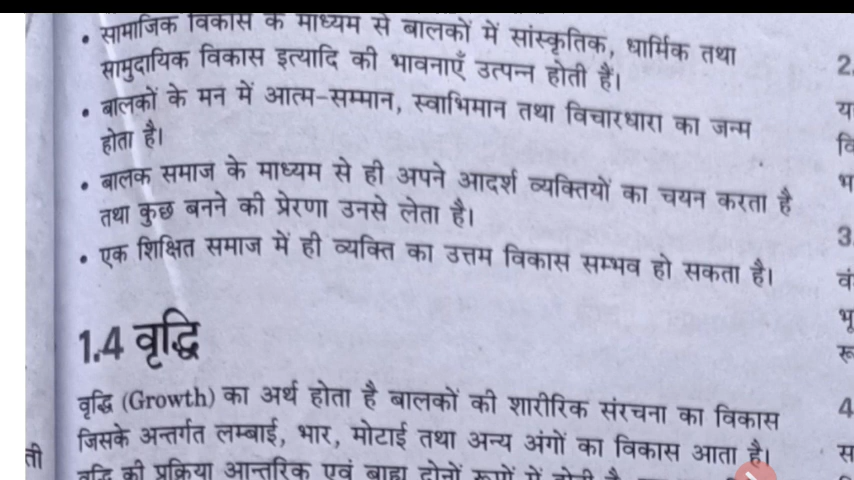 • सामाजिक विकास के माध्यम से बालकों में सांस्कृतिक, धार्मिक तथा
सामुदायिक विकास इत्यादि की भावनाएँ उत्पन्न होती हैं।
• बालकों के मन में आत्म-सम्मान, स्वाभिमान तथा विचारधारा का जन्म
होता है।
• बालक समाज के माध्यम से ही अपने आदर्श व्यक्तियों का चयन करता है
तथा कुछ बनने की प्रेरणा उनसे लेता है।
• एक शिक्षित समाज में ही व्यक्ति का उत्तम विकास सम्भव हो सकता है।
1.4 वृद्धि
वृद्धि (Growth) का अर्थ होता है बालकों की शारीरिक संरचना का विकास
जिसके अन्तर्गत लम्बाई, भार, मोटाई तथा अन्य अंगों का विकास आता है।
वृद्धि की प्रक्रिया आन्तरिक एवं बाह्य दोनों रूपों में होती है
ती
2.
3.
4